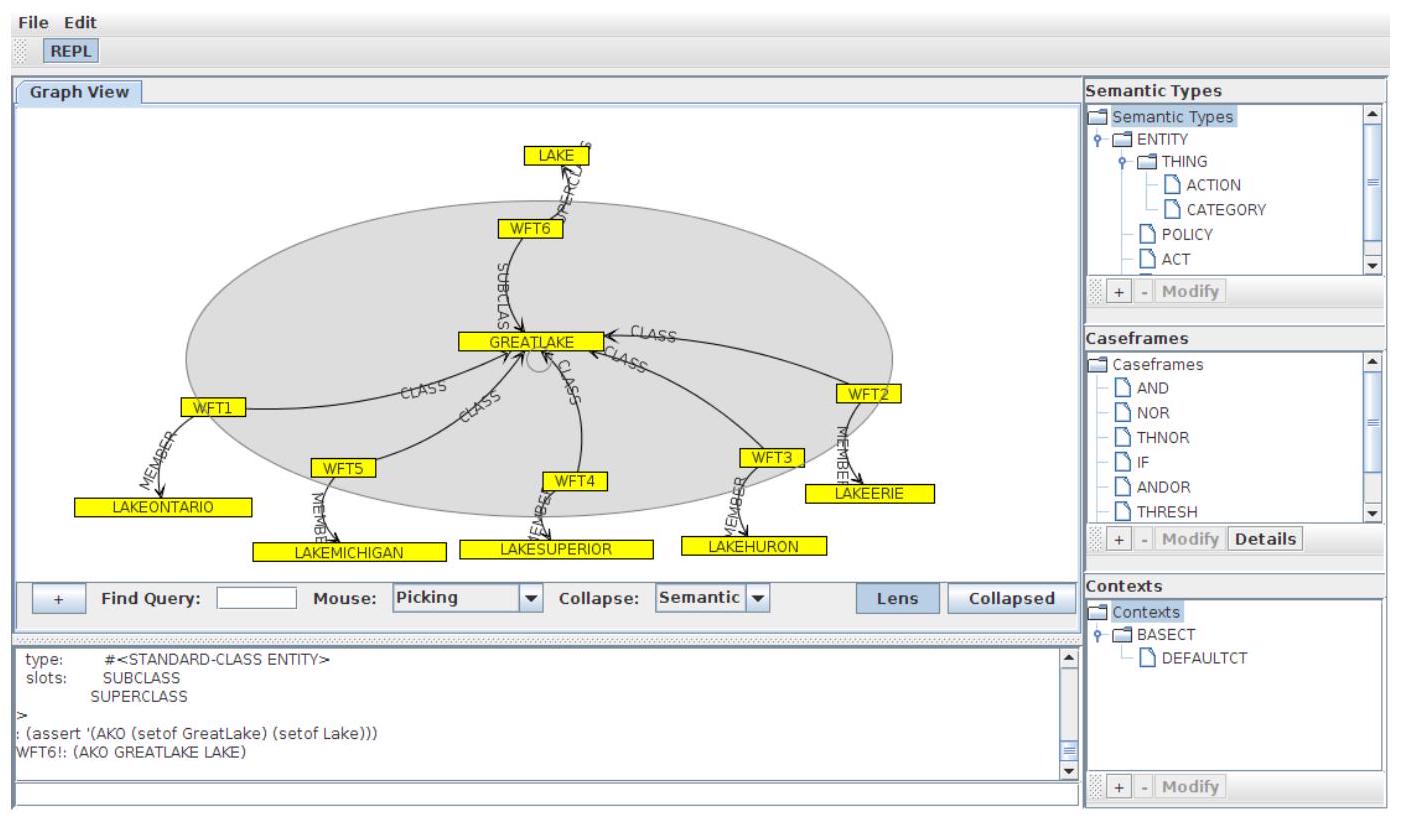 File Edit
REPL
Graph View
LAKE
SUPERCLASS
WFT6
SUBCLAS
GREATLAKE
CLASS
CLASS
CLASS
CLASS
CLASS
WFT1
WFT2
WFT5
WFT4
WFT3
MEMBER
MEMBE
MEMBER
MEMBER
MEMBER
LAKEONTARIO
LAKEMICHIGAN
LAKESUPERIOR
LAKEHURON
LAKEERIE
+ Find Query: Mouse: Picking Collapse: Semantic Lens Collapsed
type: #<STANDARD-CLASS ENTITY>
slots: SUBCLASS
SUPERCLASS
>
: (assert '(AKO (setof GreatLake) (setof Lake)))
WFT6!: (AKO GREATLAKE LAKE)
Semantic Types
Semantic Types
ENTITY
THING
ACTION
CATEGORY
POLICY
ACT
+ - Modify
Caseframes
Caseframes
AND
NOR
THNOR
IF
ANDOR
THRESH
+ - Modify Details
Contexts
Contexts
BASECT
DEFAULTCT
+ - Modify